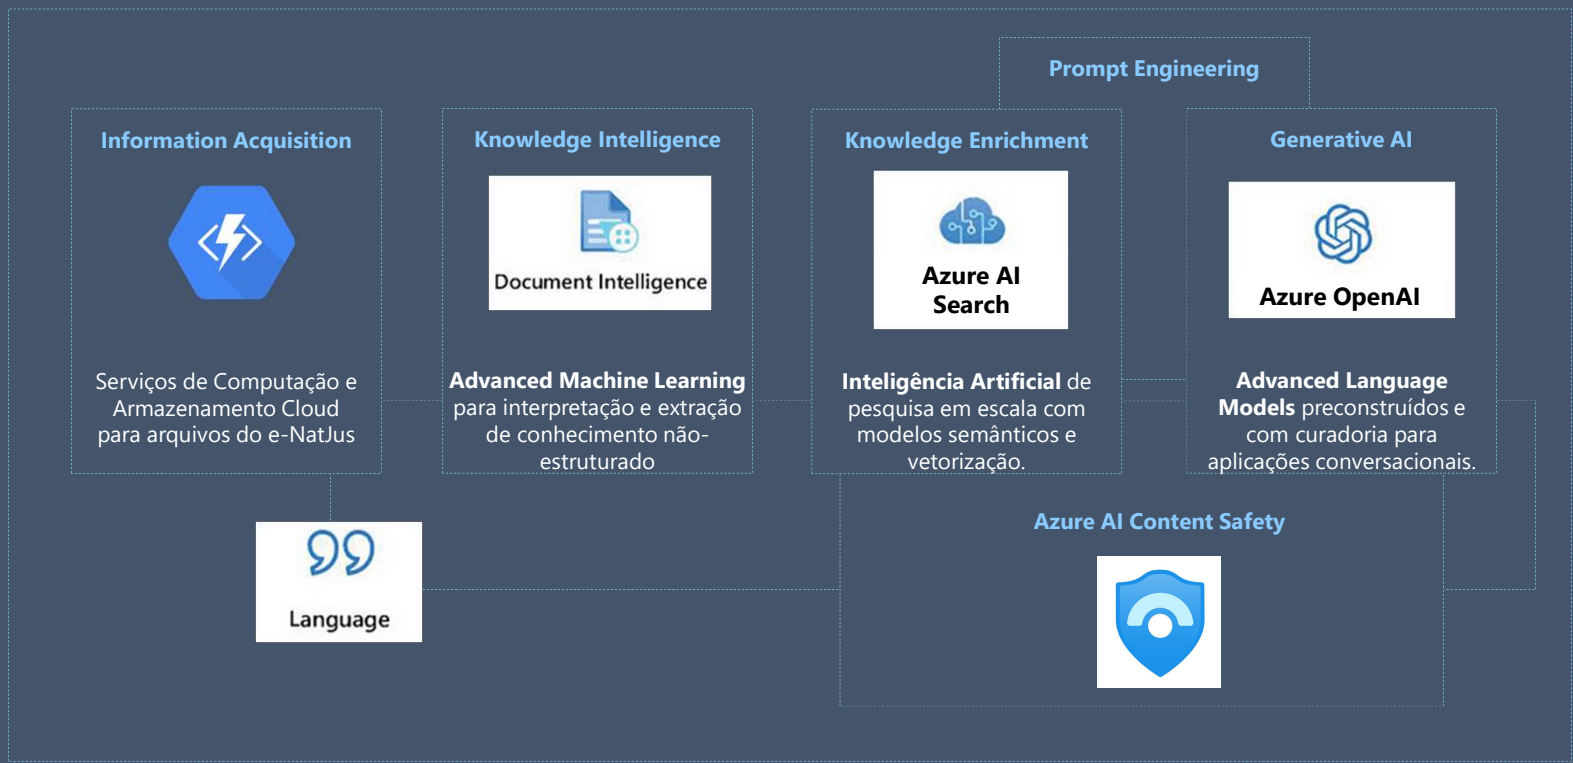 Prompt Engineering
Information Acquisition
Serviços de Computação e
Armazenamento Cloud
para arquivos do e-NatJus
Knowledge Intelligence
Document Intelligence
Advanced Machine Learning
para interpretação e extração
de conhecimento não-
estruturado
Knowledge Enrichment
Azure AI
Search
Inteligência Artificial de
pesquisa em escala com
modelos semânticos e
vetorização.
Generative AI
Azure OpenAI
Advanced Language
Models preconstruídos e
com curadoria para
aplicações conversacionais.
Language
Azure AI Content Safety